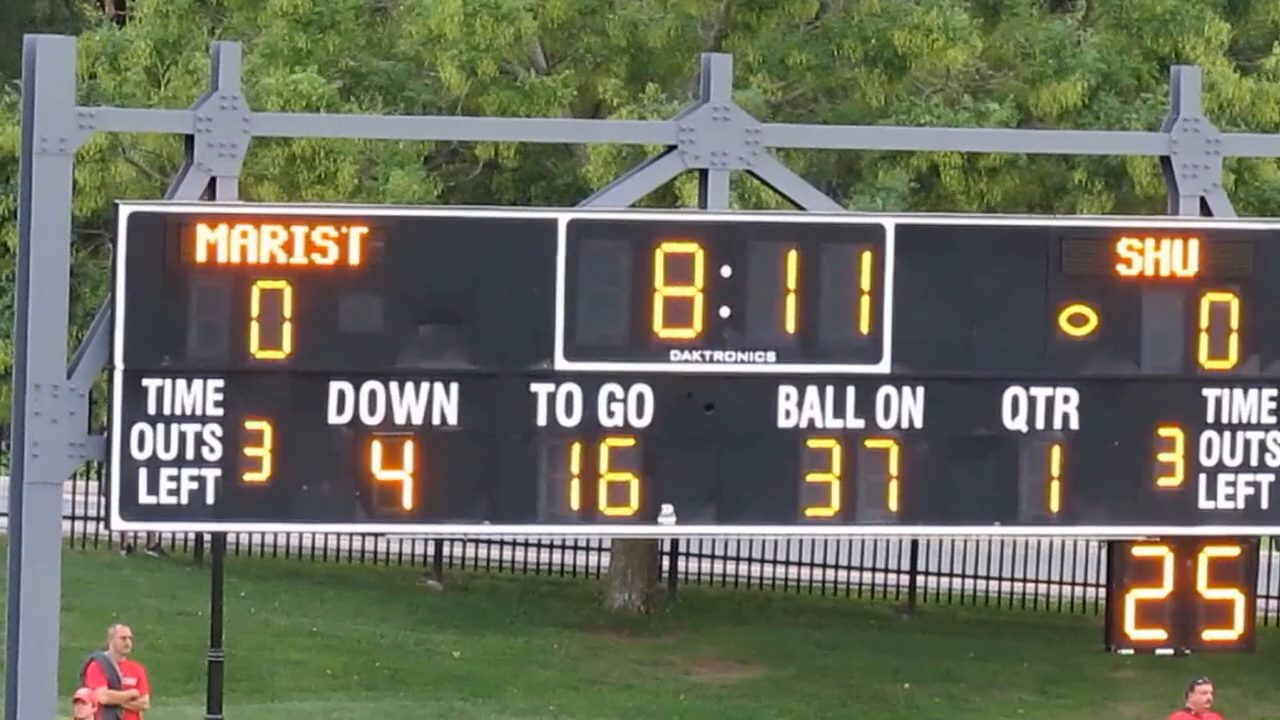 MARIST 8:11 SHU
0 0
DAKTRONICS
TIME OUTS LEFT 3
DOWN 4
TO GO 16
BALL ON 37
QTR 1
3 TIME OUTS LEFT
25